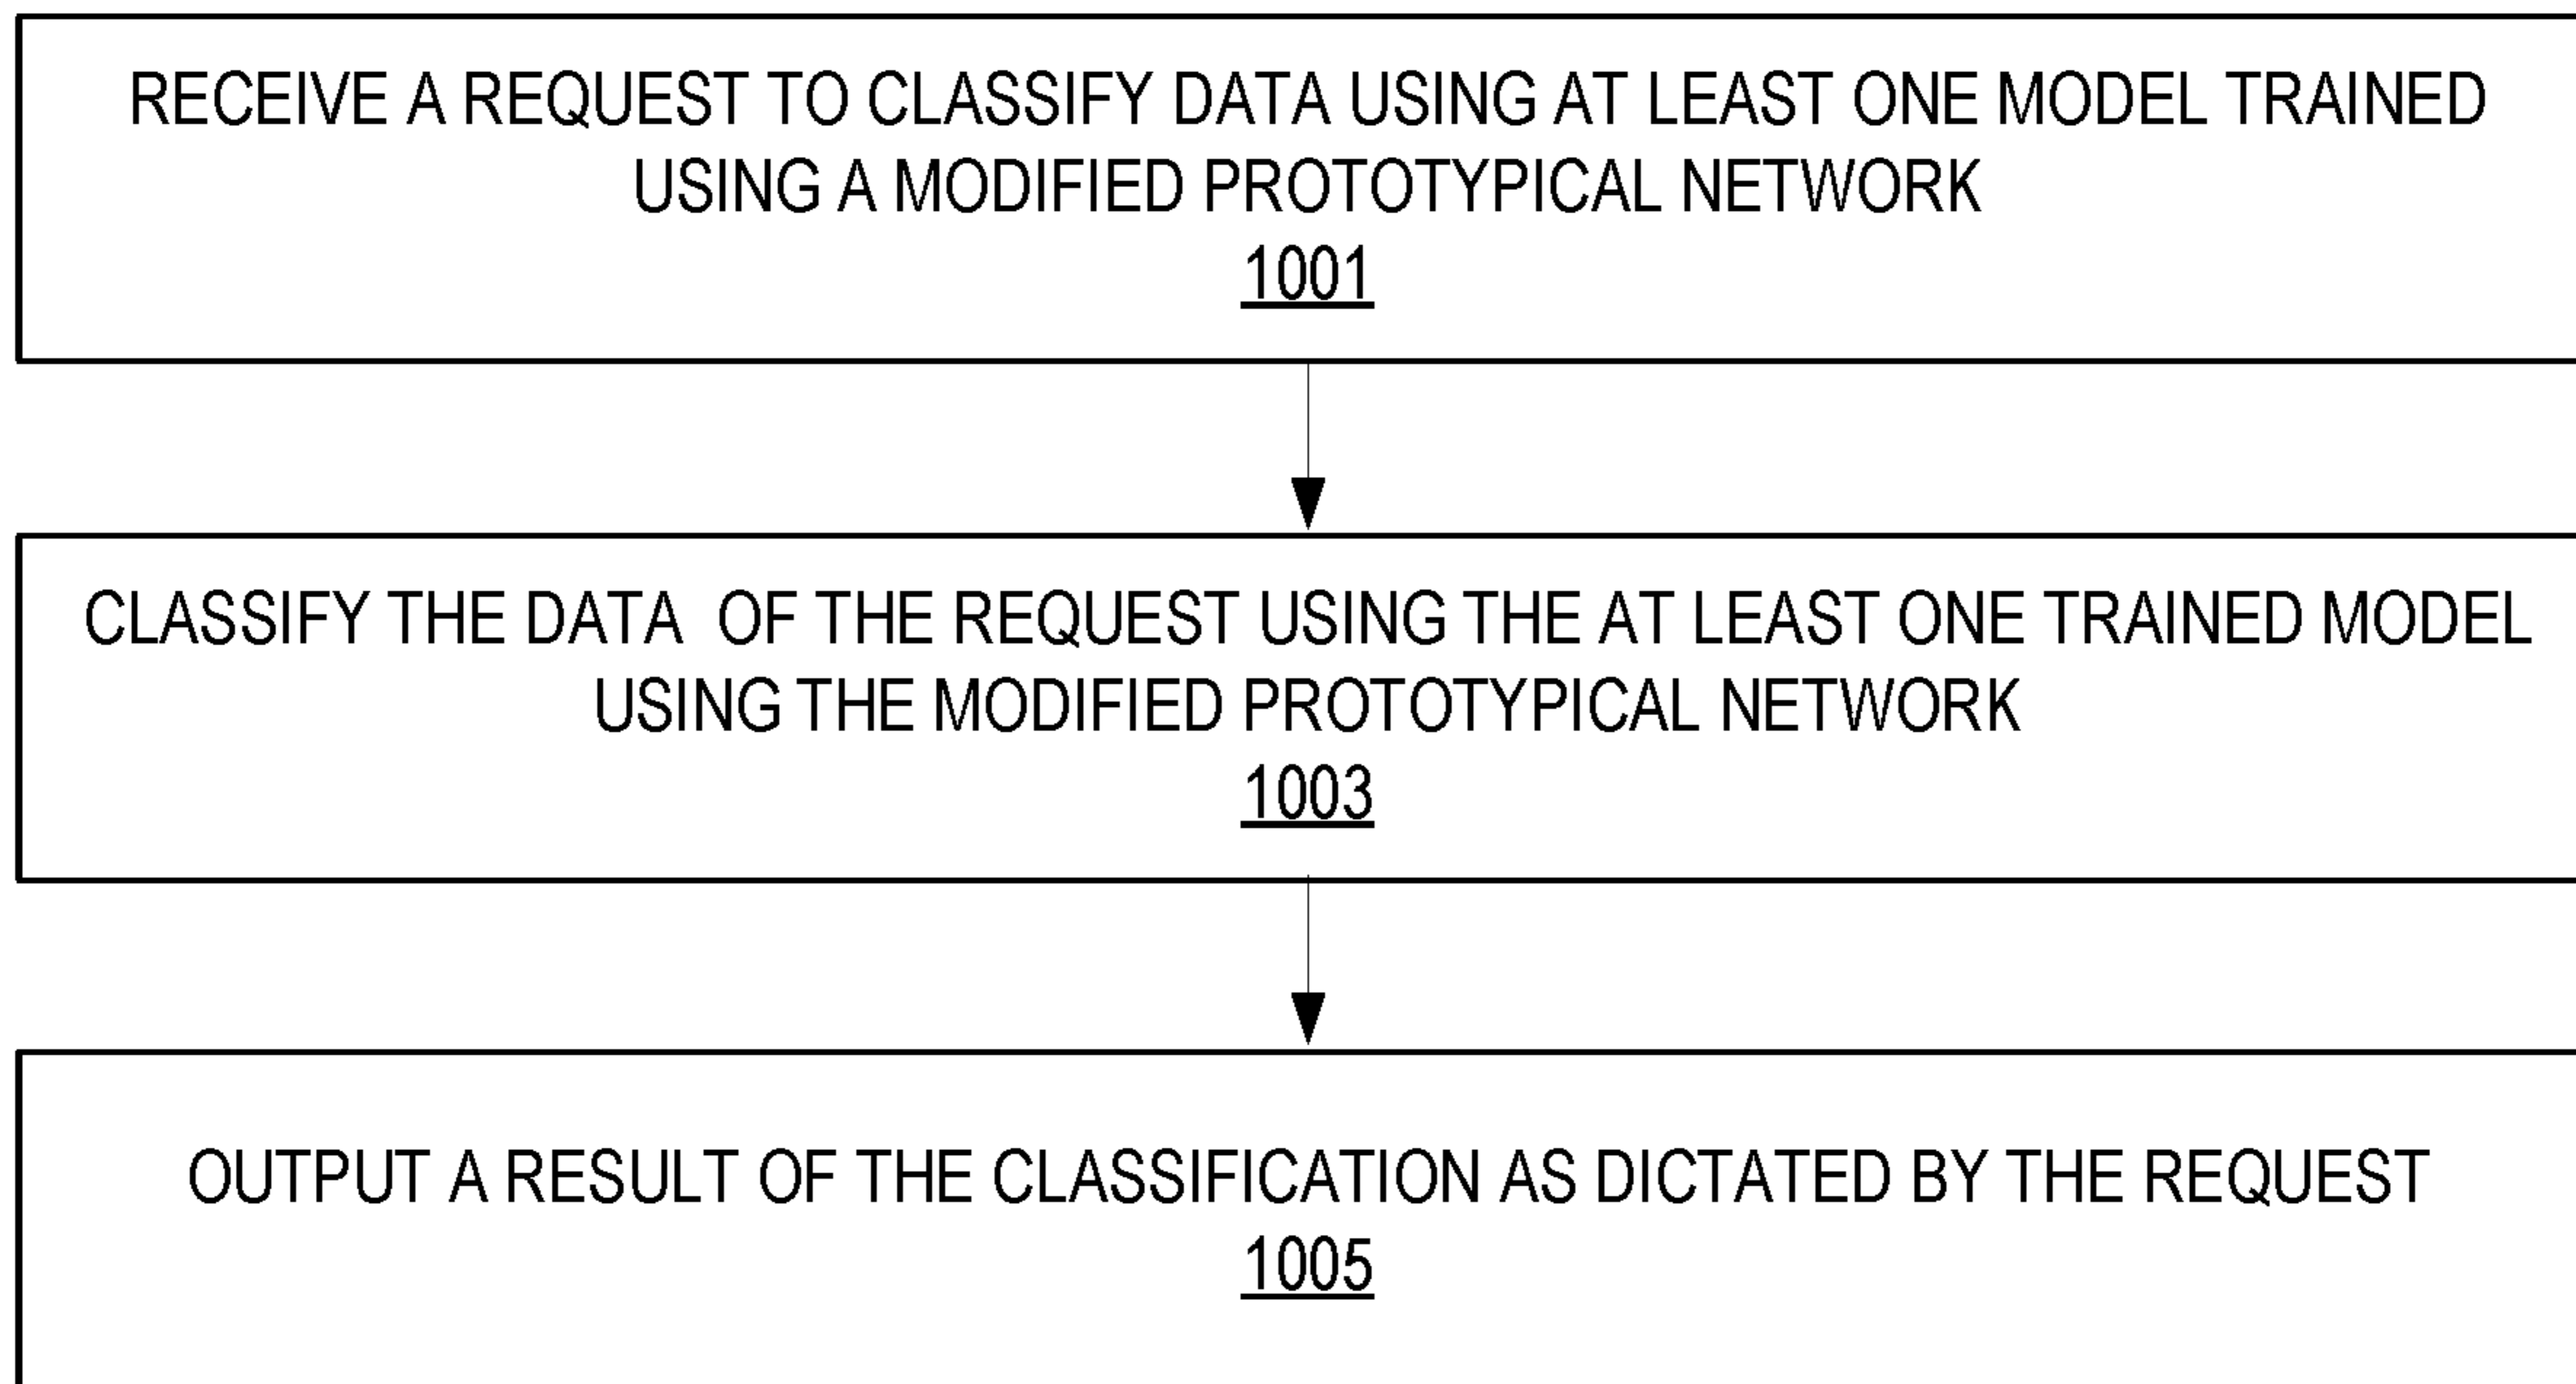 RECEIVE A REQUEST TO CLASSIFY DATA USING AT LEAST ONE MODEL TRAINED
USING A MODIFIED PROTOTYPICAL NETWORK
1001
CLASSIFY THE DATA OF THE REQUEST USING THE AT LEAST ONE TRAINED MODEL
USING THE MODIFIED PROTOTYPICAL NETWORK
1003
OUTPUT A RESULT OF THE CLASSIFICATION AS DICTATED BY THE REQUEST
1005